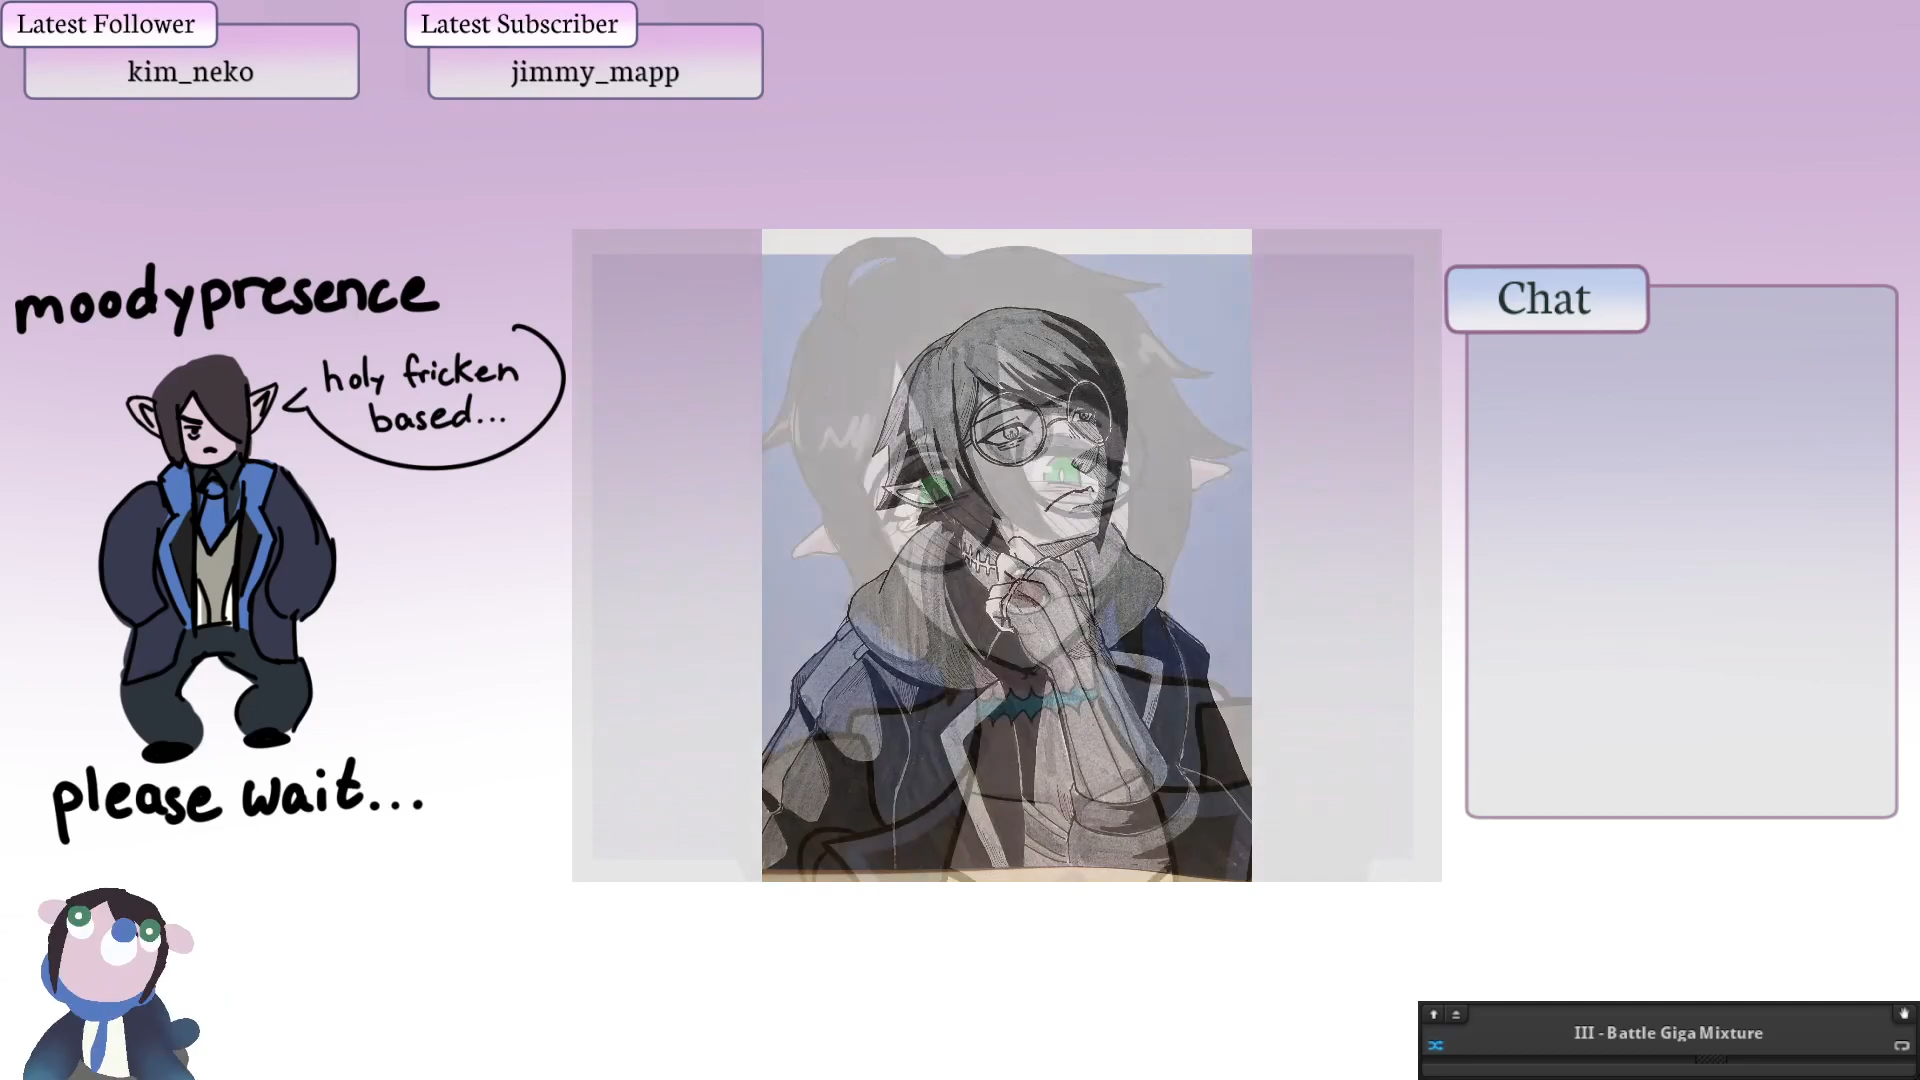 Latest Follower
kim_neko
Latest Subscriber
jimmy_mapp
moodypresence
holy fricken
based...
please wait...
Chat
III - Battle Giga Mixture